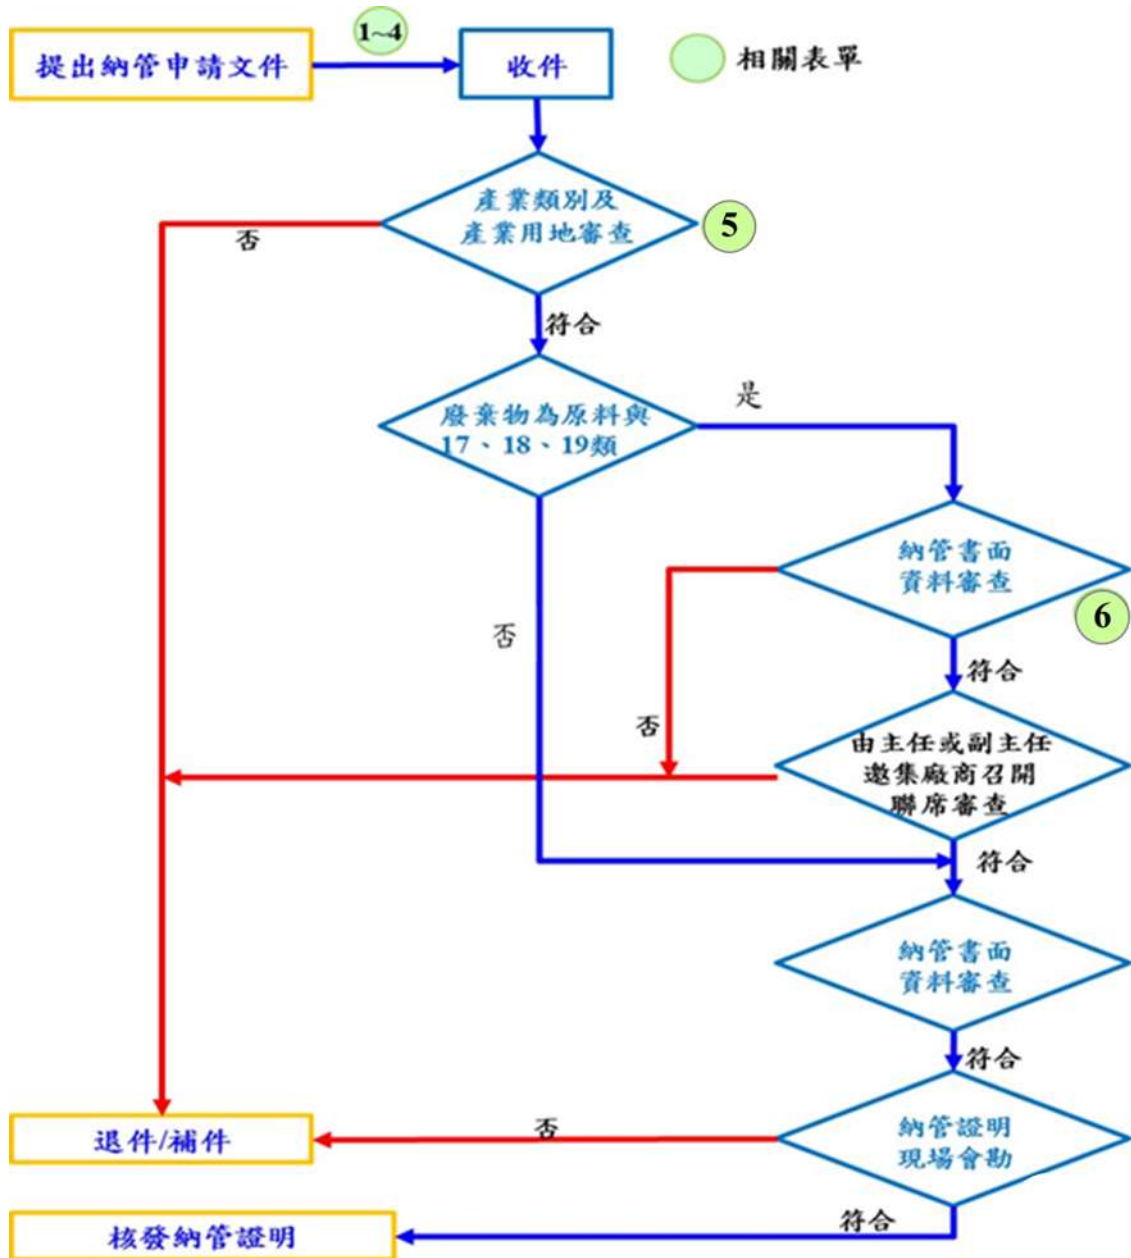 提出納管申請文件
1~4
收件
相關表單
產業類別及
產業用地審查
5
否
符合
廢棄物為原料與
17、18、19類
是
納管書面
資料審查
6
否
符合
否
由主任或副主任
邀集廠商召開
聯席審查
符合
納管書面
資料審查
符合
納管證明
現場會勘
否
退件/補件
符合
核發納管證明